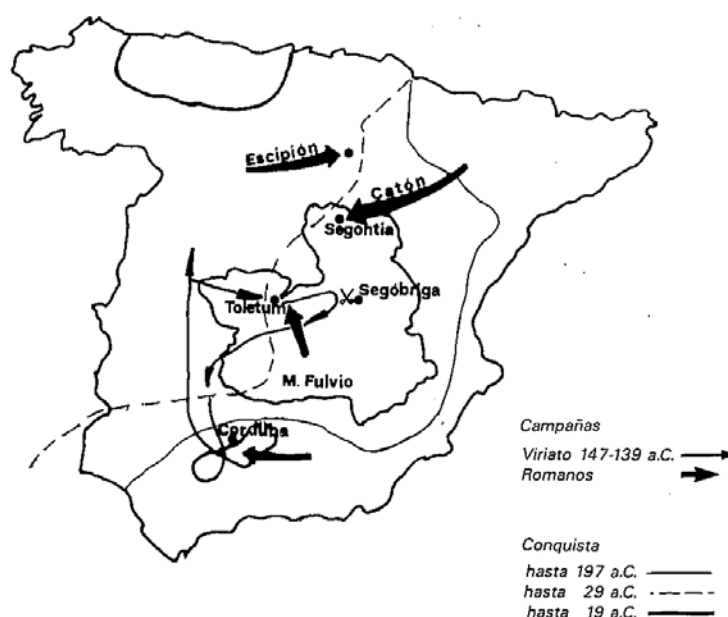 Escipión
Catón
Segontia
Toletum
Segóbriga
M. Fulvio
Corduba
Campañas
Viriato 147-139 a.C.
Romanos
Conquista
hasta 197 a.C.
hasta 29 a.C.
hasta 19 a.C.